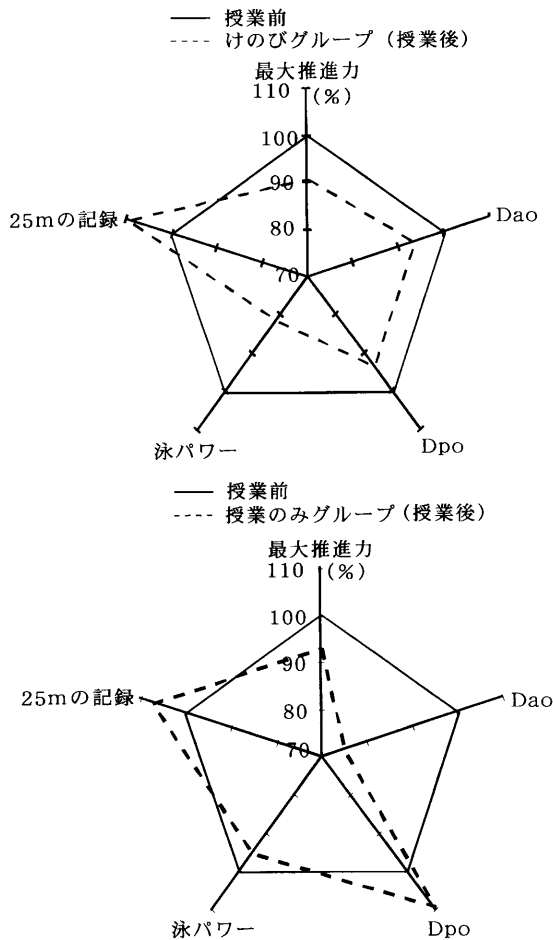 授業前
けのびグループ（授業後）
最大推進力
110 (%)
100
90
80
70
25mの記録
Dao
泳パワー
Dpo
授業前
授業のみグループ（授業後）
最大推進力
110 (%)
100
90
80
70
25mの記録
Dao
泳パワー
Dpo